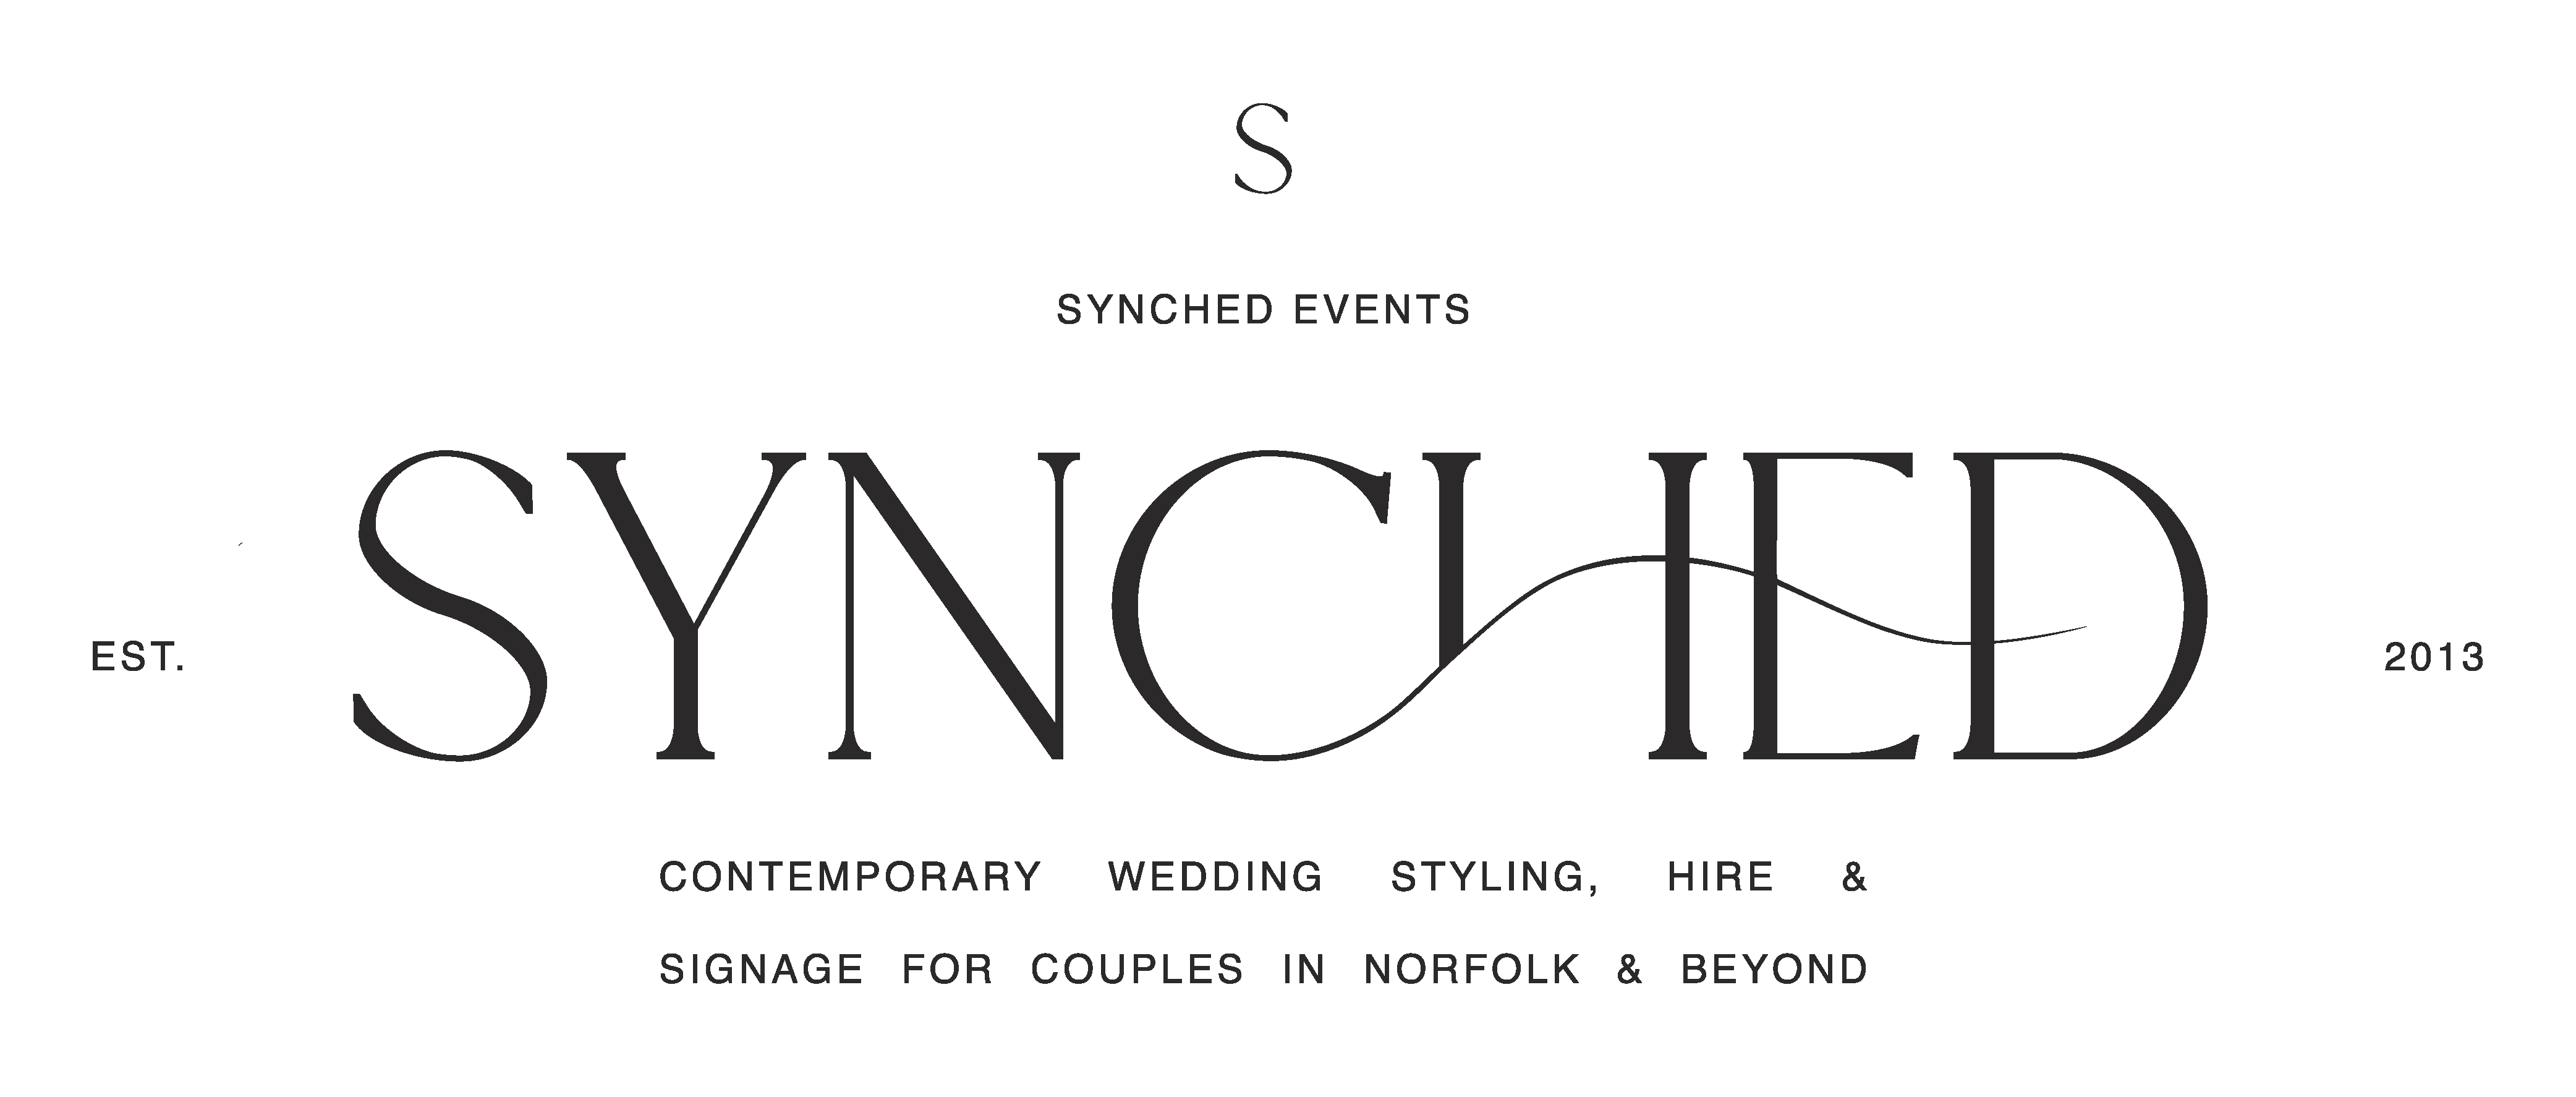 S
SYNCHED EVENTS
SYNCHED
EST.
2013
CONTEMPORARY WEDDING STYLING, HIRE &
SIGNAGE FOR COUPLES IN NORFOLK & BEYOND